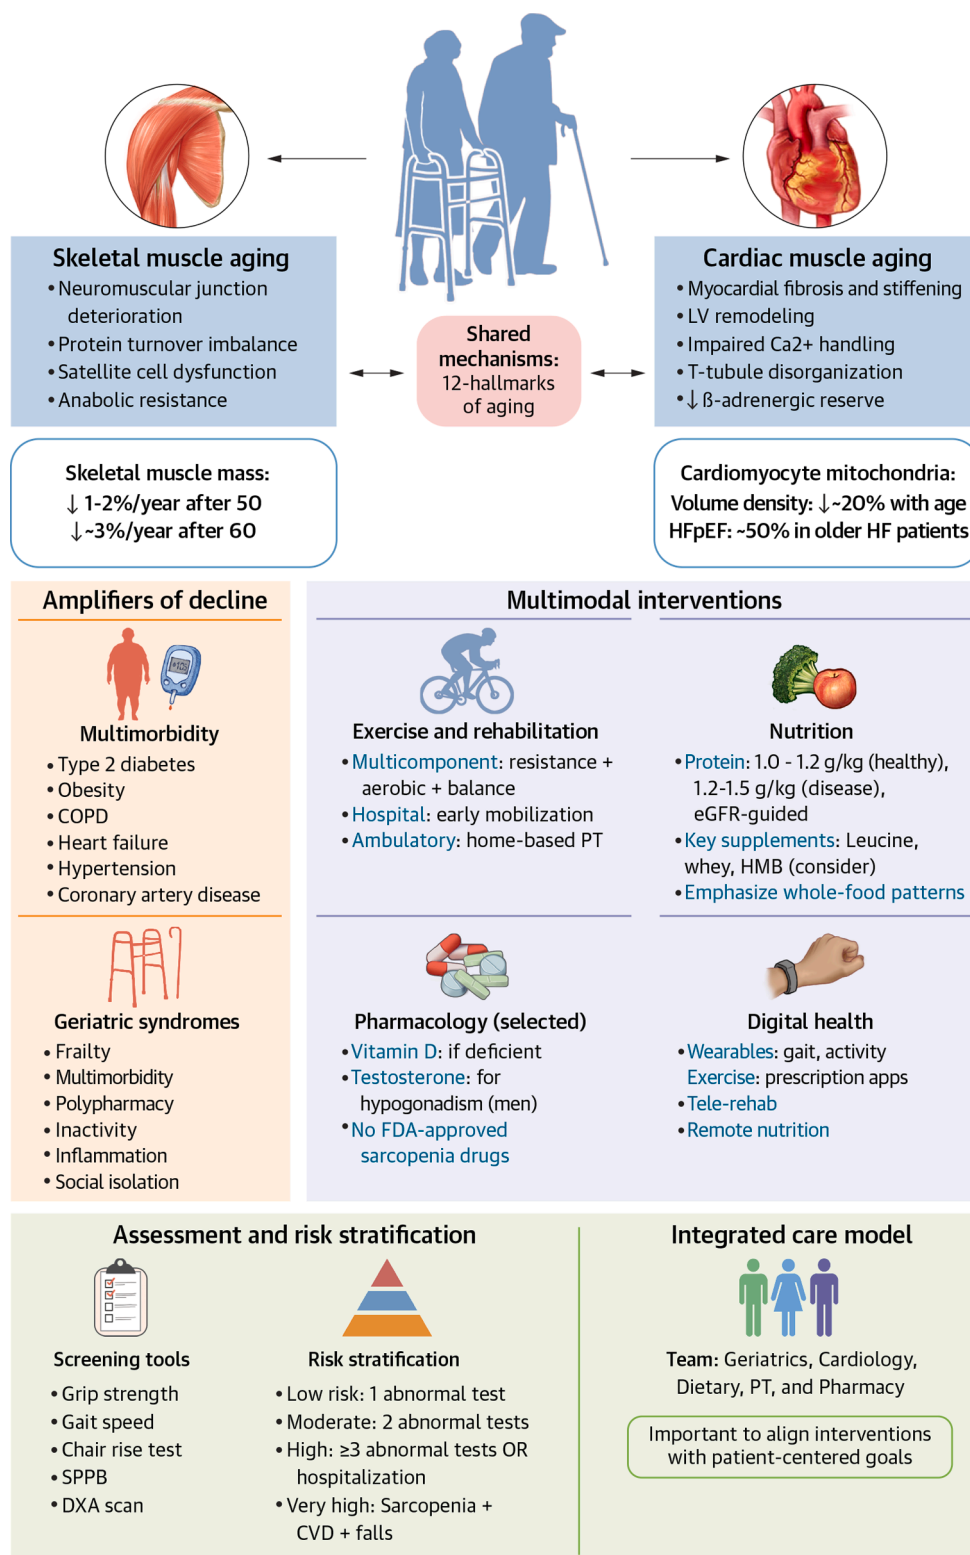 Skeletal muscle aging
• Neuromuscular junction
deterioration
• Protein turnover imbalance
• Satellite cell dysfunction
• Anabolic resistance
Shared
mechanisms:
12-hallmarks
of aging
Cardiac muscle aging
• Myocardial fibrosis and stiffening
• LV remodeling
• Impaired Ca2+ handling
• T-tubule disorganization
• ↓ ß-adrenergic reserve
Skeletal muscle mass:
↓ 1-2%/year after 50
↓~3%/year after 60
Cardiomyocyte mitochondria:
Volume density: ↓~20% with age
HFpEF: ~50% in older HF patients
Amplifiers of decline
Multimorbidity
• Type 2 diabetes
• Obesity
• COPD
• Heart failure
• Hypertension
• Coronary artery disease
Geriatric syndromes
• Frailty
• Multimorbidity
• Polypharmacy
• Inactivity
• Inflammation
• Social isolation
Multimodal interventions
Exercise and rehabilitation
• Multicomponent: resistance +
aerobic + balance
• Hospital: early mobilization
• Ambulatory: home-based PT
Nutrition
• Protein: 1.0 - 1.2 g/kg (healthy),
1.2-1.5 g/kg (disease),
eGFR-guided
• Key supplements: Leucine,
whey, HMB (consider)
• Emphasize whole-food patterns
Pharmacology (selected)
• Vitamin D: if deficient
• Testosterone: for
hypogonadism (men)
• No FDA-approved
sarcopenia drugs
Digital health
• Wearables: gait, activity
Exercise: prescription apps
• Tele-rehab
• Remote nutrition
Assessment and risk stratification
Screening tools
• Grip strength
• Gait speed
• Chair rise test
• SPPB
• DXA scan
Risk stratification
• Low risk: 1 abnormal test
• Moderate: 2 abnormal tests
• High: ≥3 abnormal tests OR
hospitalization
• Very high: Sarcopenia +
CVD + falls
Integrated care model
Team: Geriatrics, Cardiology,
Dietary, PT, and Pharmacy
Important to align interventions
with patient-centered goals